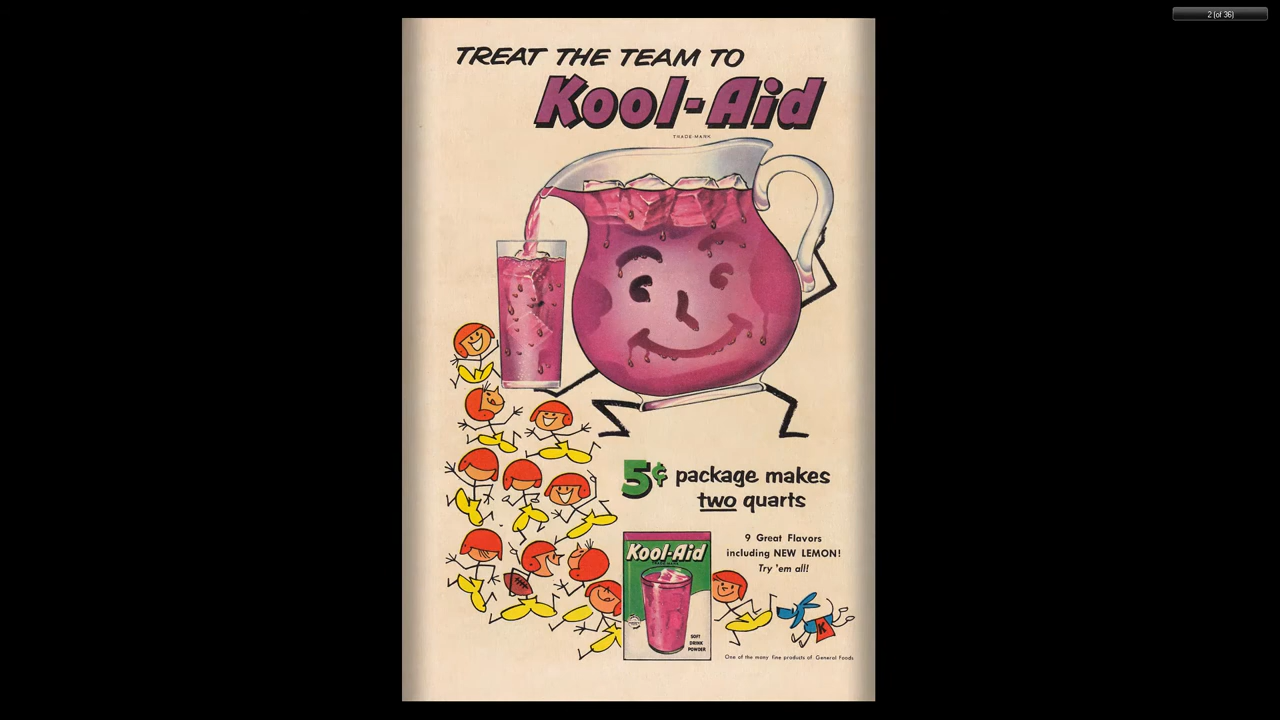 2 (of 36)
TREAT THE TEAM TO
Kool-Aid
TRADE-MARK
5¢ package makes
two quarts
9 Great Flavors
including NEW LEMON!
Try 'em all!
Kool-Aid
TRADE-MARK
SOFT
DRINK
POWDER
K
One of the many fine products of General Foods